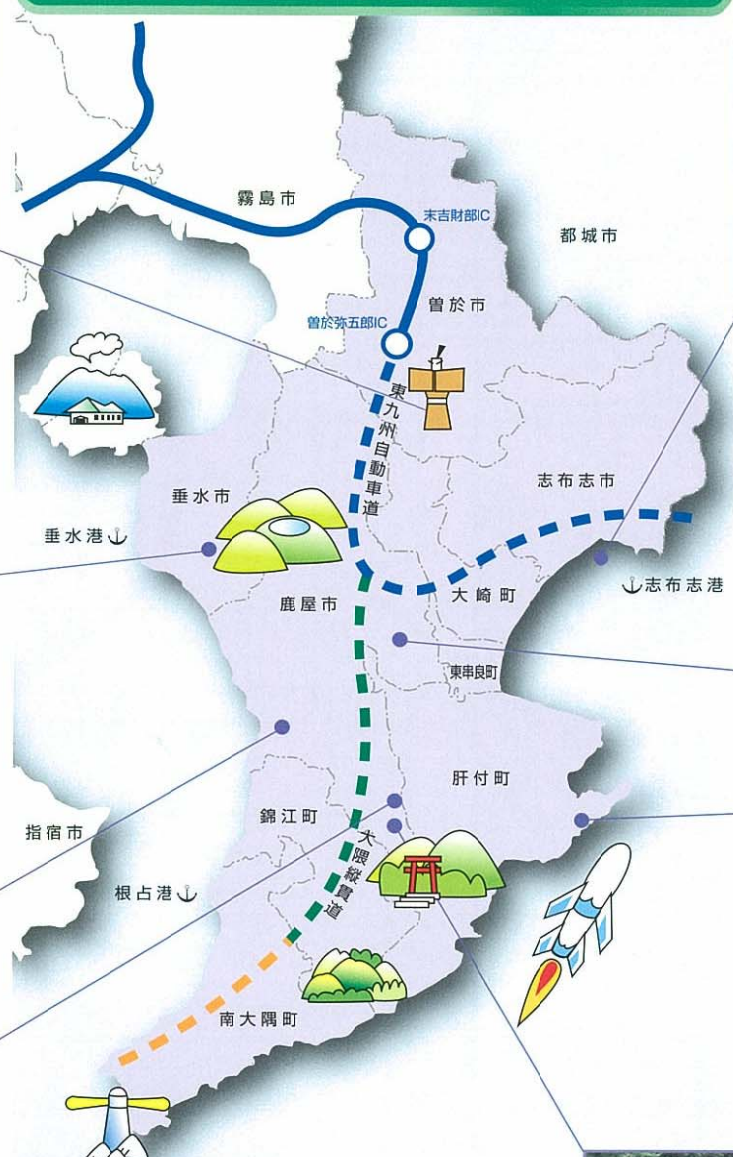 霧島市
末吉財部IC
都城市
曽於市
曽於弥五郎IC
東九州自動車道
志布志市
垂水市
垂水港
志布志港
鹿屋市
大崎町
東串良町
肝付町
錦江町
指宿市
大隅縦貫道
根占港
南大隅町